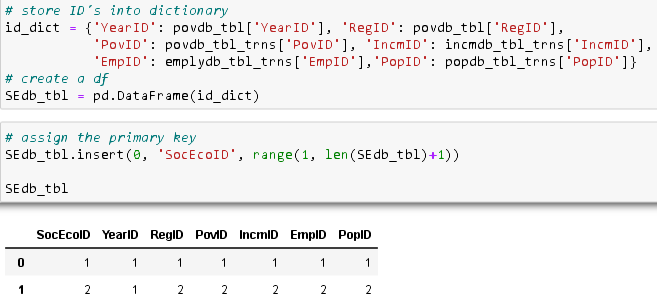 # store ID´s into dictionary
id_dict = {'YearID': povdb_tbl['YearID'], 'RegID': povdb_tbl['RegID'],
'PovID': povdb_tbl_trns['PovID'], 'IncmID': incmdb_tbl_trns['IncmID'],
'EmpID': emplydb_tbl_trns['EmpID'],'PopID': popdb_tbl_trns['PopID']}
# create a df
SEdb_tbl = pd.DataFrame(id_dict)
# assign the primary key
SEdb_tbl.insert(0, 'SocEcoID', range(1, len(SEdb_tbl)+1))
SEdb_tbl
SocEcoID YearID RegID PovID IncmID EmpID PopID
0 1 1 1 1 1 1 1
1 2 1 2 2 2 2 2